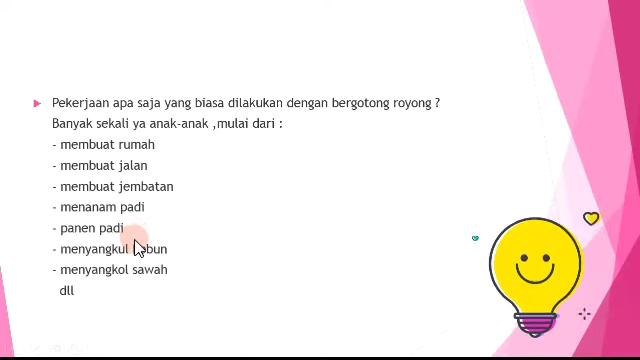 Pekerjaan apa saja yang biasa dilakukan dengan bergotong royong ?
Banyak sekali ya anak-anak ,mulai dari :
- membuat rumah
- membuat jalan
- membuat jembatan
- menanam padi
- panen padi
- menyangkul
- menyangkol sawah
dll